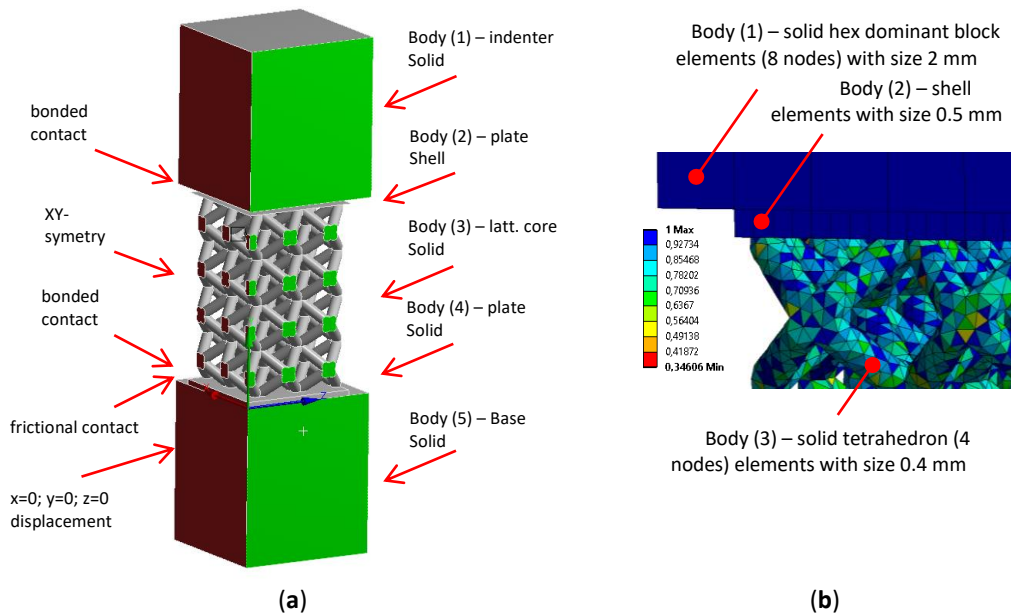 bonded
contact
XY-
symetry
bonded
contact
frictional contact
x=0; y=0; z=0
displacement
Body (1) – indenter
Solid
Body (2) – plate
Shell
Body (3) – latt. core
Solid
Body (4) – plate
Solid
Body (5) – Base
Solid
Z
(a)
Body (1) – solid hex dominant block
elements (8 nodes) with size 2 mm
Body (2) – shell
elements with size 0.5 mm
1 Max
0,92734
0,85468
0,78202
0,70936
0,6367
0,56404
0,49138
0,41872
0,34606 Min
Body (3) – solid tetrahedron (4
nodes) elements with size 0.4 mm
(b)